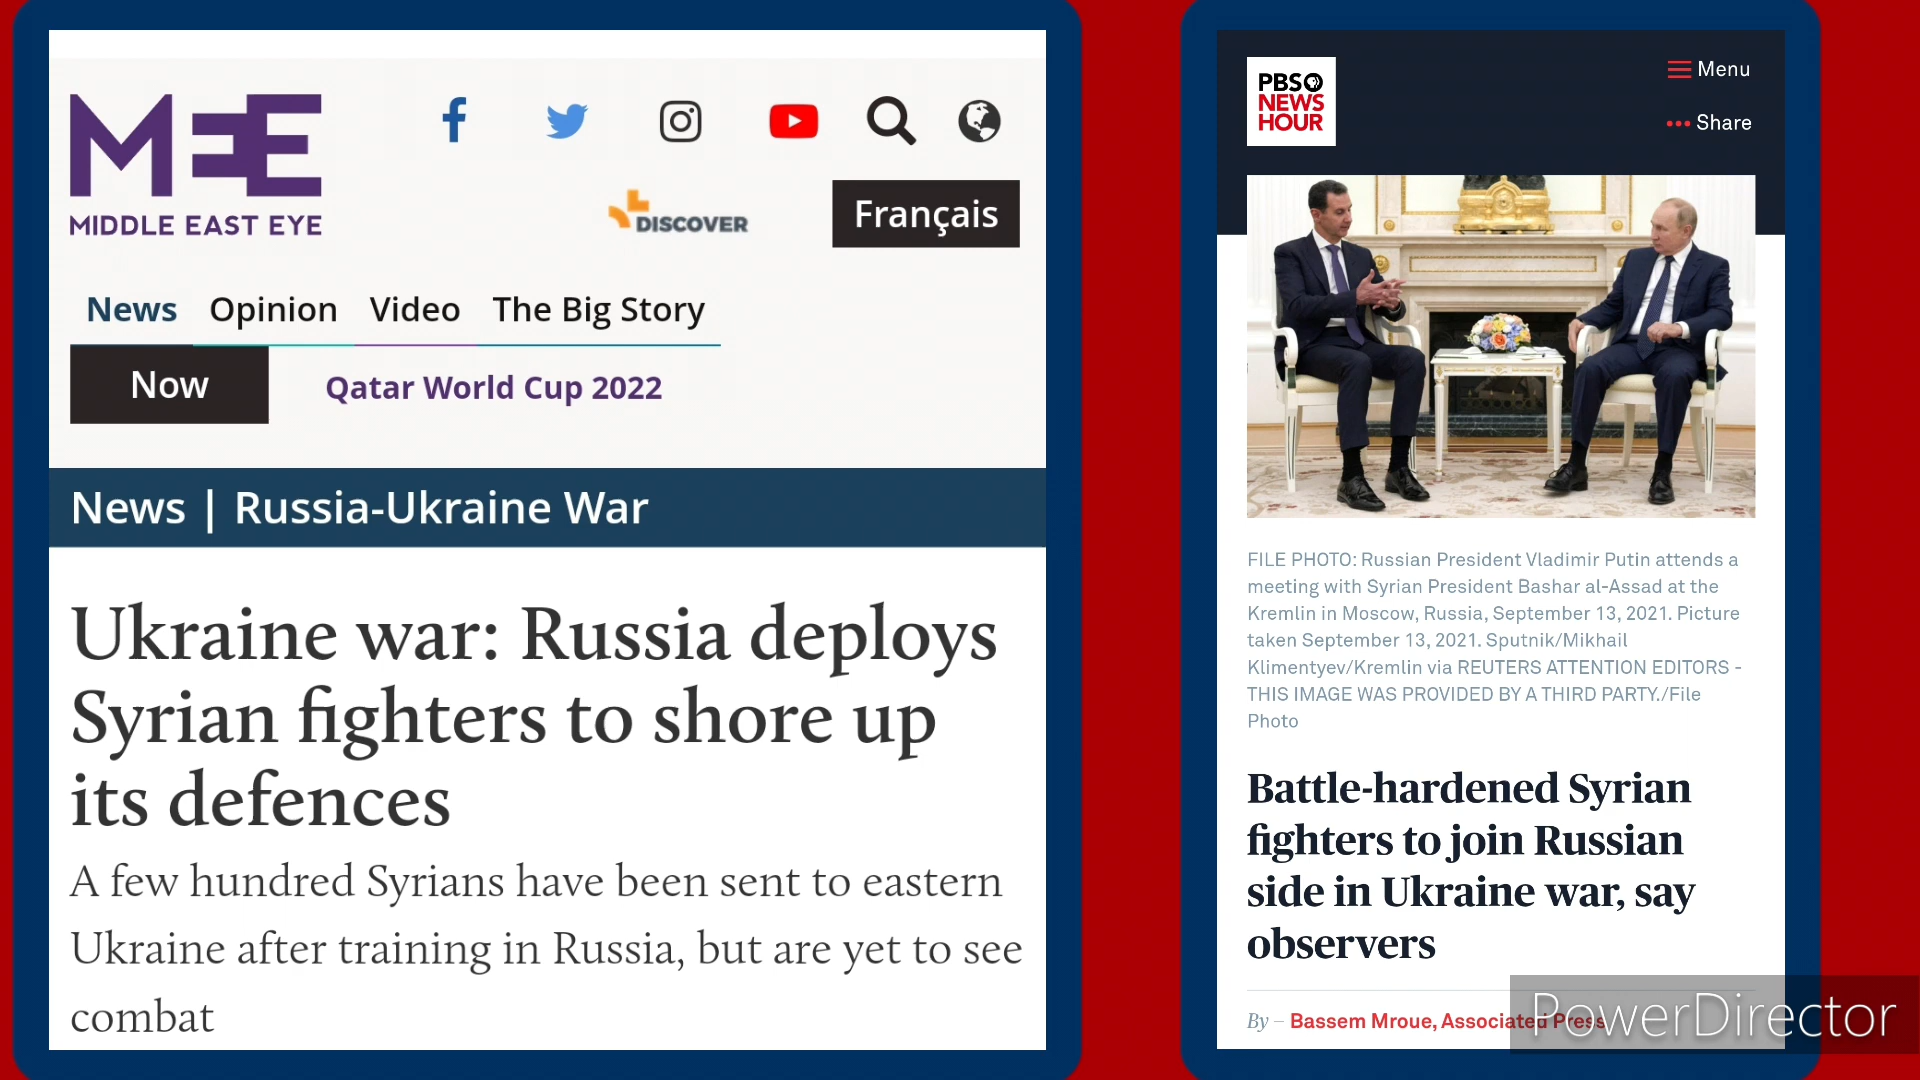 MEE
MIDDLE EAST EYE
DISCOVER
Français
News Opinion Video The Big Story
Now Qatar World Cup 2022
News | Russia-Ukraine War
Ukraine war: Russia deploys
Syrian fighters to shore up
its defences
A few hundred Syrians have been sent to eastern
Ukraine after training in Russia, but are yet to see
combat
PBS
NEWS
HOUR
Menu
Share
FILE PHOTO: Russian President Vladimir Putin attends a
meeting with Syrian President Bashar al-Assad at the
Kremlin in Moscow, Russia, September 13, 2021. Picture
taken September 13, 2021. Sputnik/Mikhail
Klimentyev/Kremlin via REUTERS ATTENTION EDITORS -
THIS IMAGE WAS PROVIDED BY A THIRD PARTY./File
Photo
Battle-hardened Syrian
fighters to join Russian
side in Ukraine war, say
observers
By – Bassem Mroue, Associated Press
PowerDirector